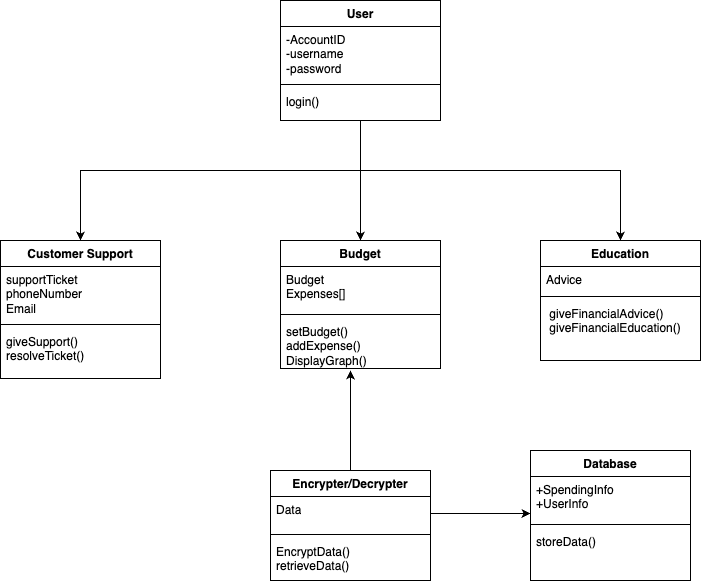 User
-AccountID
-username
-password
login()
Customer Support
supportTicket
phoneNumber
Email
giveSupport()
resolveTicket()
Budget
Budget
Expenses[]
setBudget()
addExpense()
DisplayGraph()
Education
Advice
giveFinancialAdvice()
giveFinancialEducation()
Encrypter/Decrypter
Data
EncryptData()
retrieveData()
Database
+SpendingInfo
+UserInfo
storeData()